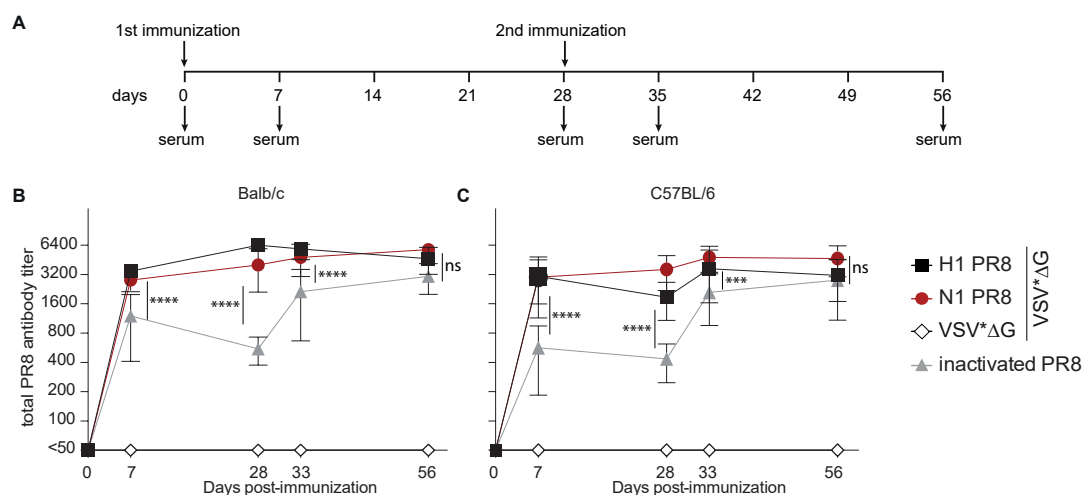 A
1st immunization 2nd immunization
days 0 7 14 21 28 35 42 49 56
serum serum serum serum serum
B Balb/c
total PR8 antibody titer
6400
3200
1600
800
400
200
100
<50
**** **** **** ns
0 7 28 33 56
Days post-immunization
C C57BL/6
**** **** *** ns
0 7 28 33 56
Days post-immunization
H1 PR8
N1 PR8
VSV*ΔG
VSV*ΔG
inactivated PR8